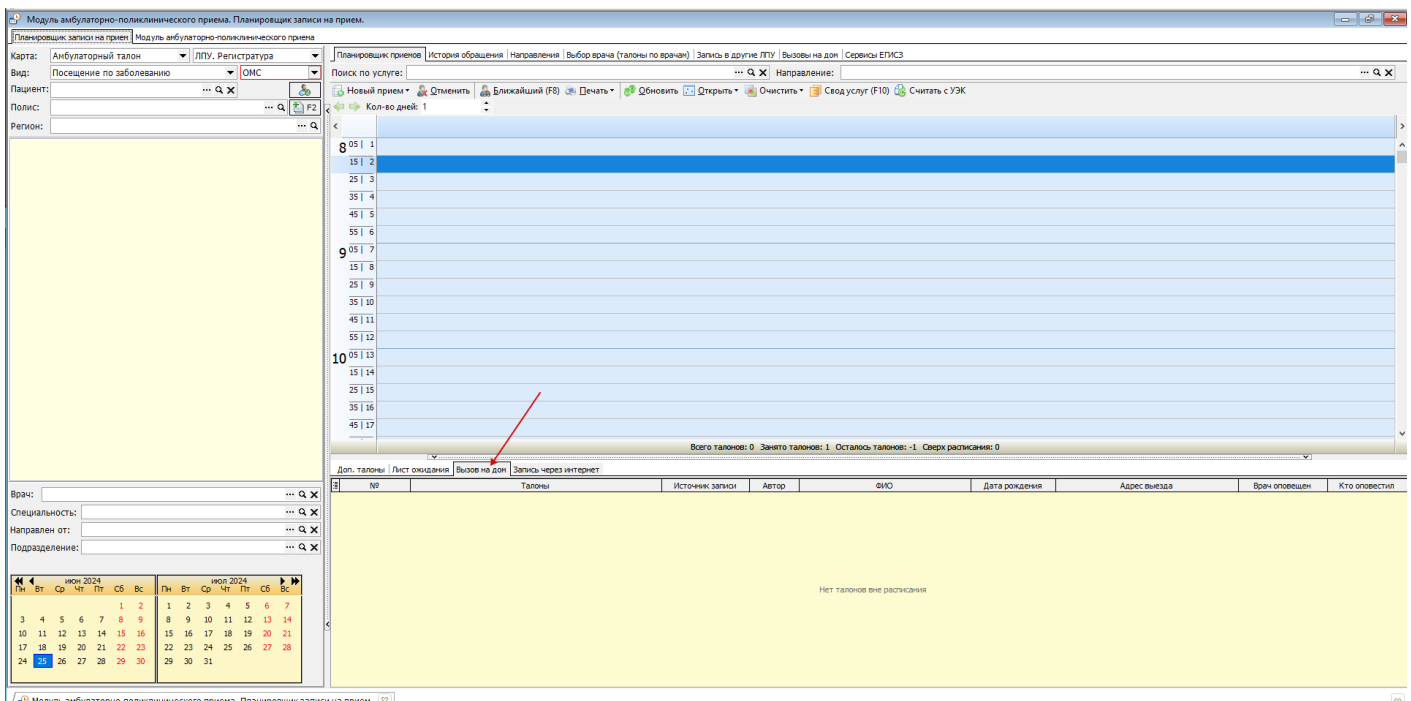 Модуль амбулаторно-поликлинического приема. Планировщик записи на прием.
Планировщик записи на прием Модуль амбулаторно-поликлинического приема
Карта: Амбулаторный талон ЛПУ. Регистратура
Вид: Посещение по заболеванию ОМС
Пациент:
Полис: F2
Регион:
Планировщик приемов История обращения Направления Выбор врача (талоны по врачам) Запись в другие ЛПУ Вызовы на дом Сервисы ЕГИСЗ
Поиск по услуге: Направление:
Новый прием Отменить Ближайший (F8) Печать Обновить Открыть Очистить Свод услуг (F10) Считать с УЭК
Кол-во дней: 1
8 05 | 1
15 | 2
25 | 3
35 | 4
45 | 5
55 | 6
9 05 | 7
15 | 8
25 | 9
35 | 10
45 | 11
55 | 12
10 05 | 13
15 | 14
25 | 15
35 | 16
45 | 17
Всего талонов: 0 Занято талонов: 1 Осталось талонов: -1 Сверх расписания: 0
Доп. талоны Лист ожидания Вызов на дом Запись через интернет
№ Талоны Источник записи Автор ФИО Дата рождения Адрес выезда Врач оповещен Кто оповестил
Нет талонов вне расписания
Врач:
Специальность:
Направлен от:
Подразделение:
июн 2024 июл 2024
Пн Вт Ср Чт Пт Сб Вс Пн Вт Ср Чт Пт Сб Вс
1 2 1 2 3 4 5 6 7
3 4 5 6 7 8 9 8 9 10 11 12 13 14
10 11 12 13 14 15 16 15 16 17 18 19 20 21
17 18 19 20 21 22 23 22 23 24 25 26 27 28
24 25 26 27 28 29 30 29 30 31
Модуль амбулаторно-поликлинического приема. Планировщик записи на прием.